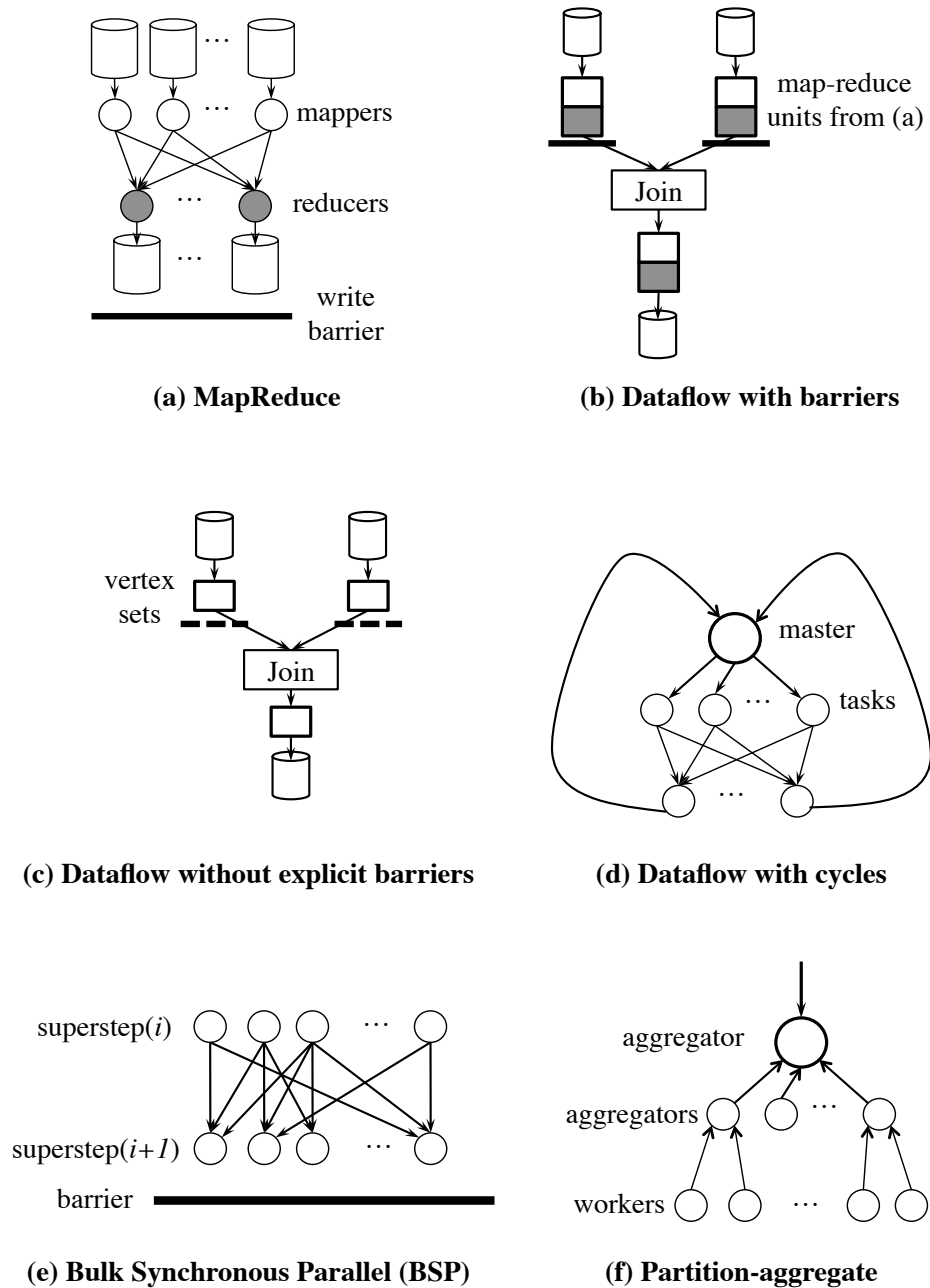 ...
mappers
...
...
reducers
...
write
barrier
(a) MapReduce
map-reduce
units from (a)
Join
(b) Dataflow with barriers
vertex
sets
Join
(c) Dataflow without explicit barriers
master
...
tasks
...
(d) Dataflow with cycles
superstep(i)
...
superstep(i+1)
...
barrier
(e) Bulk Synchronous Parallel (BSP)
aggregator
aggregators
...
workers
...
(f) Partition-aggregate